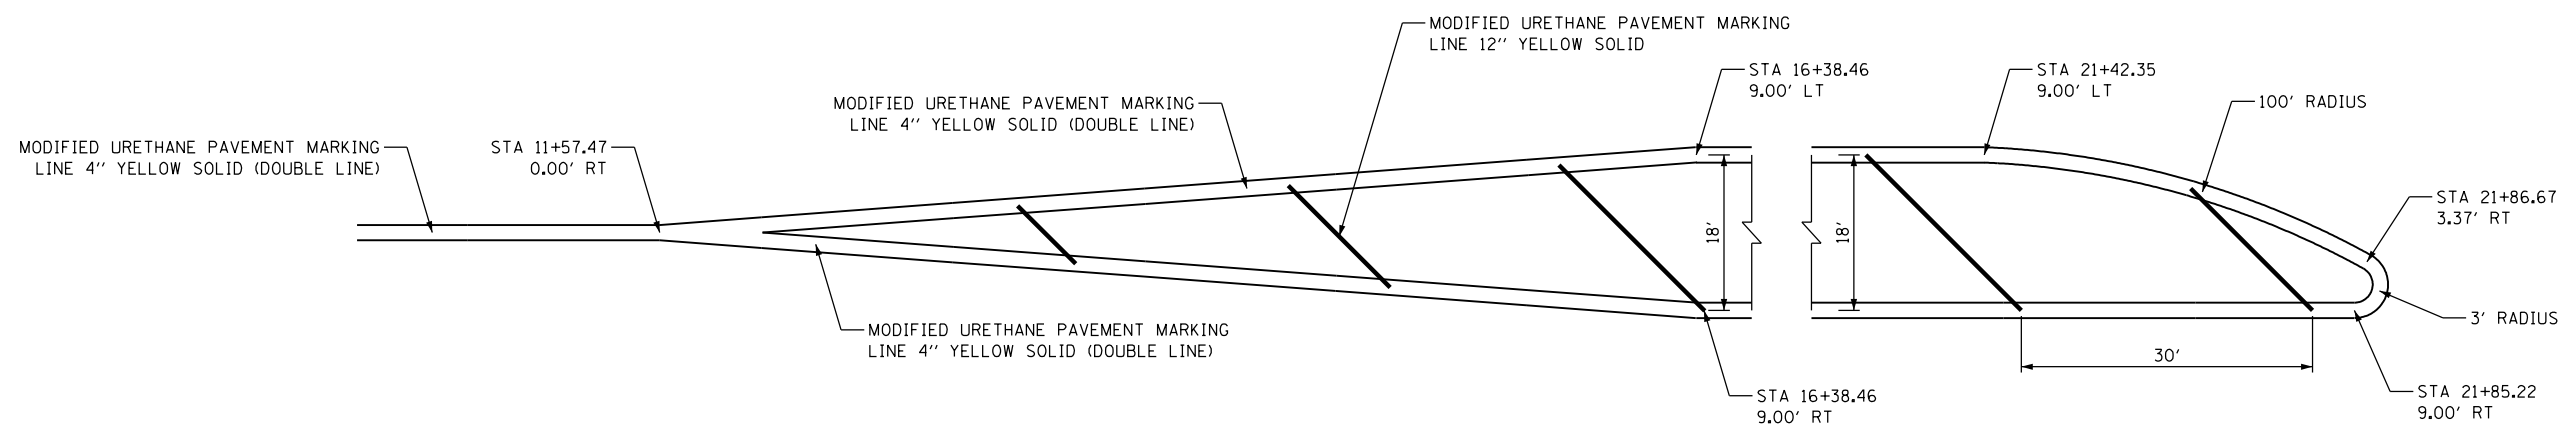 MODIFIED URETHANE PAVEMENT MARKING
LINE 4'' YELLOW SOLID (DOUBLE LINE)
STA 11+57.47
0.00' RT
MODIFIED URETHANE PAVEMENT MARKING
LINE 4'' YELLOW SOLID (DOUBLE LINE)
MODIFIED URETHANE PAVEMENT MARKING
LINE 4'' YELLOW SOLID (DOUBLE LINE)
MODIFIED URETHANE PAVEMENT MARKING
LINE 12'' YELLOW SOLID
STA 16+38.46
9.00' LT
18'
STA 16+38.46
9.00' RT
18'
STA 21+42.35
9.00' LT
100' RADIUS
STA 21+86.67
3.37' RT
3' RADIUS
30'
STA 21+85.22
9.00' RT